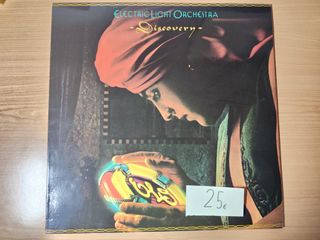 ELECTRIC LIGHT ORCHESTRA
- Discovery -
25€